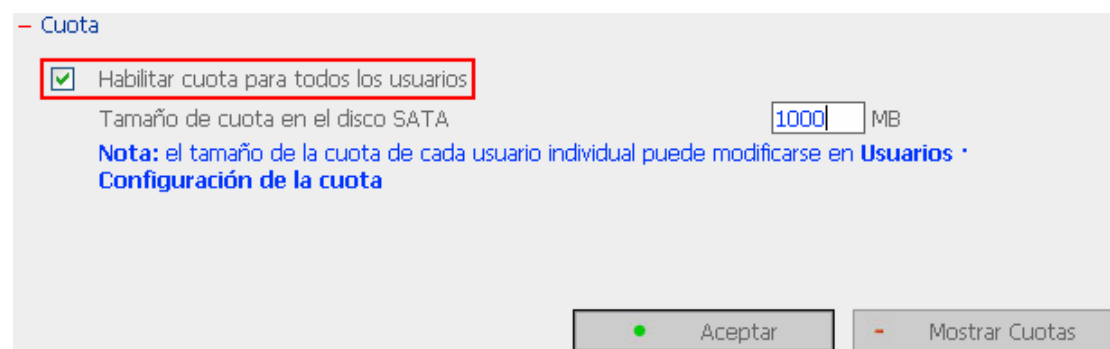 Cuota
Habilitar cuota para todos los usuarios
Tamaño de cuota en el disco SATA 1000 MB
Nota: el tamaño de la cuota de cada usuario individual puede modificarse en Usuarios ·
Configuración de la cuota
Aceptar Mostrar Cuotas